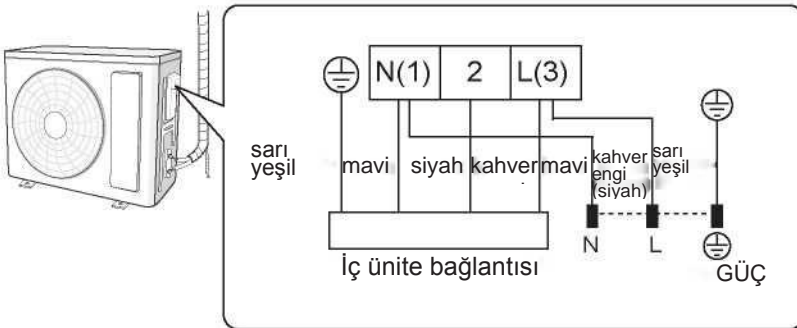 N(1) 2 L(3)
sarı
yeşil
mavi
siyah
kahver
mavi
kahver
engi
(siyah)
sarı
yeşil
N L
İç ünite bağlantısı
GÜÇ